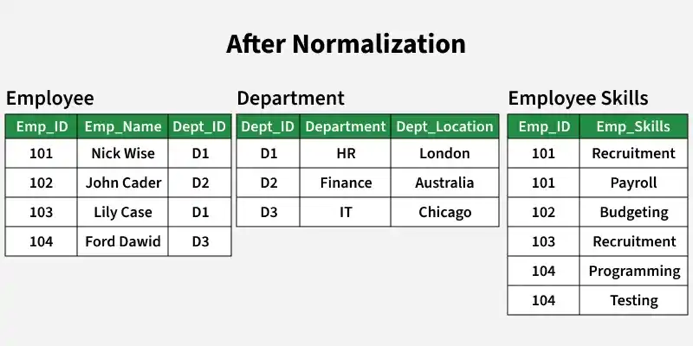 After Normalization
Employee
Emp_ID Emp_Name Dept_ID
101 Nick Wise D1
102 John Cader D2
103 Lily Case D1
104 Ford Dawid D3
Department
Dept_ID Department Dept_Location
D1 HR London
D2 Finance Australia
D3 IT Chicago
Employee Skills
Emp_ID Emp_Skills
101 Recruitment
101 Payroll
102 Budgeting
103 Recruitment
104 Programming
104 Testing